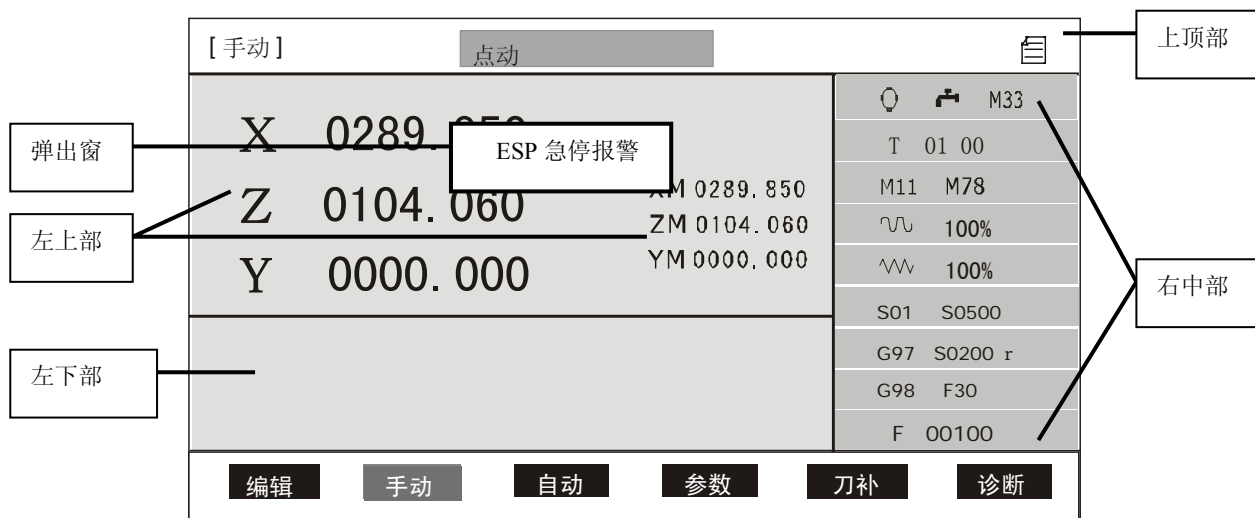 [手动]
点动
上顶部
M33
X 0289.
弹出窗
ESP 急停报警
T 01 00
XM 0289.850
M11 M78
Z 0104.060
左上部
ZM 0104.060
100%
YM 0000.000
Y 0000.000
100%
右中部
S01 S0500
G97 S0200 r
左下部
G98 F30
F 00100
编辑 手动 自动 参数 刀补 诊断